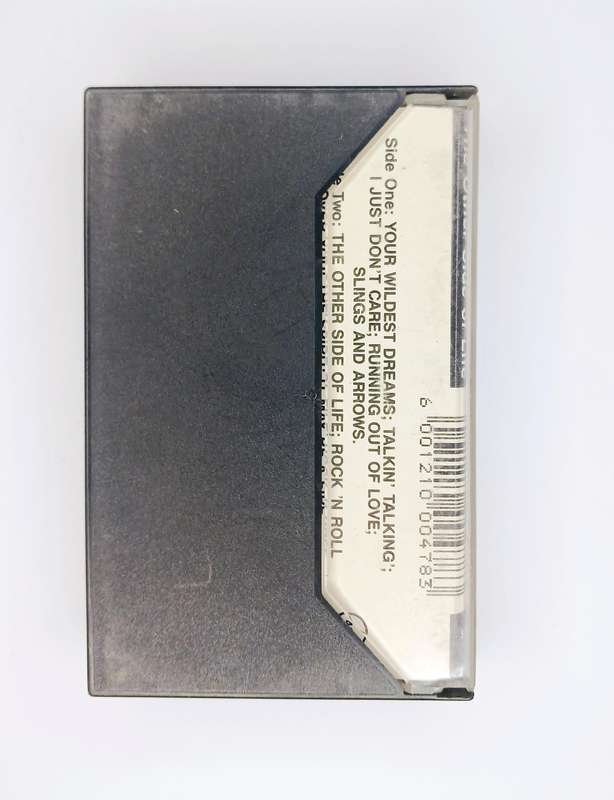 Side One: YOUR WILDEST DREAMS; TALKIN' TALKING';
I JUST DON'T CARE; RUNNING OUT OF LOVE;
SLINGS AND ARROWS.
Two: THE OTHER SIDE OF LIFE; ROCK 'N ROLL
6 001210 004783